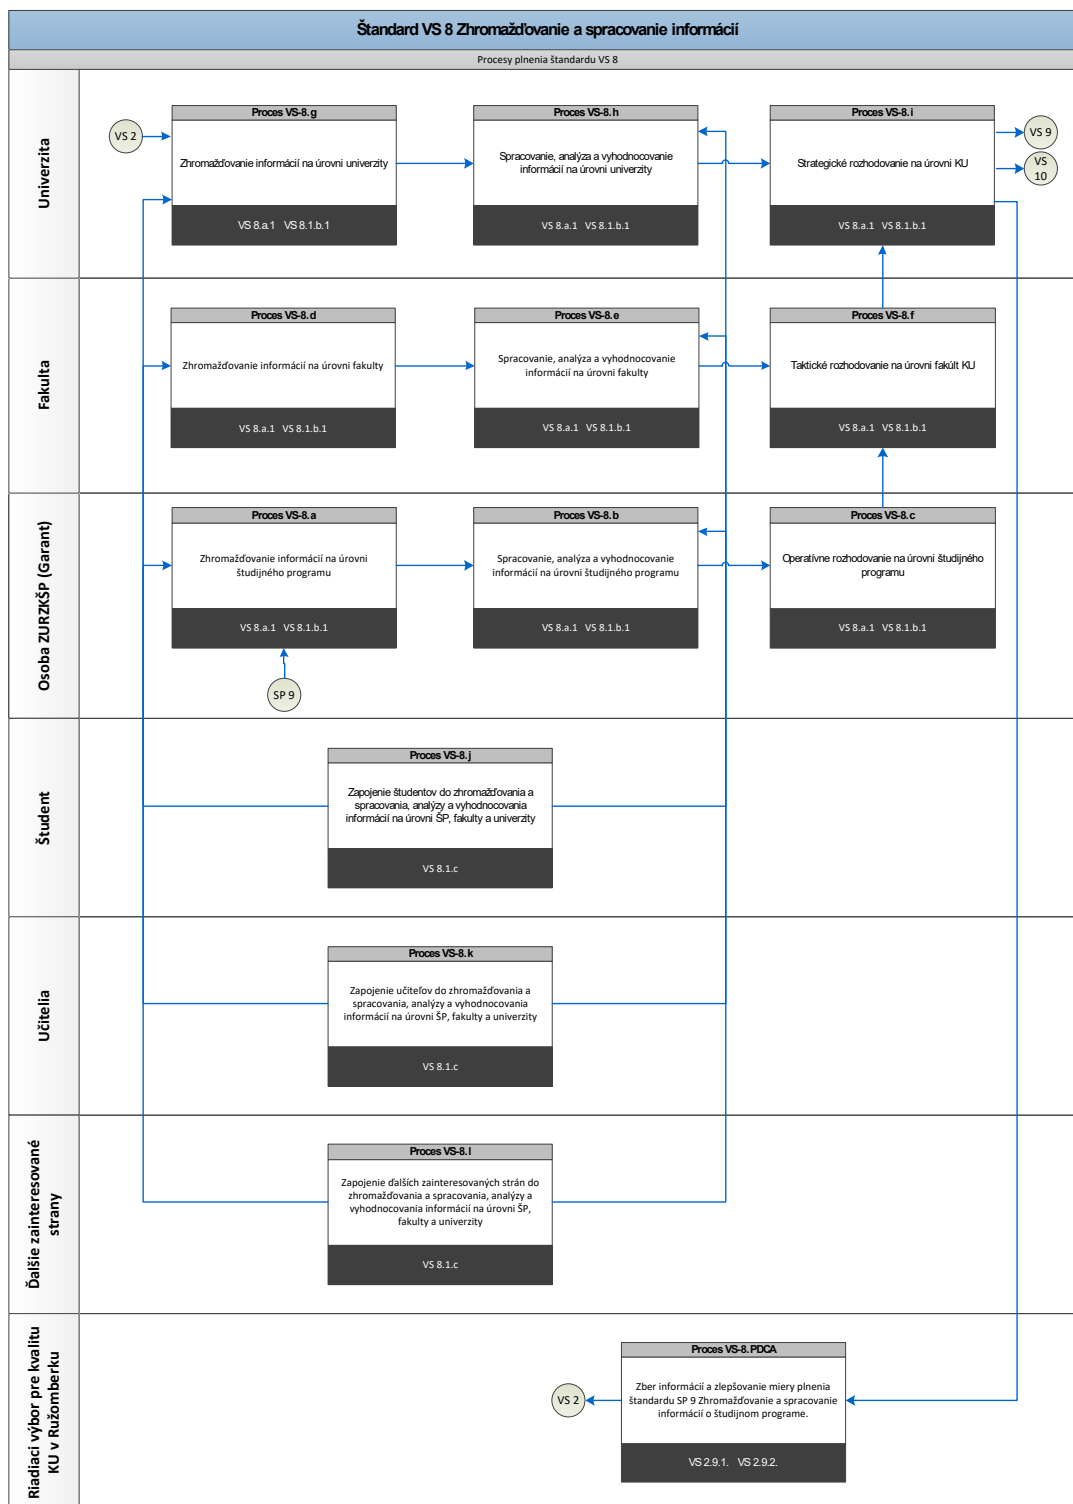 Štandard VS 8 Zhromažďovanie a spracovanie informácií
Procesy plnenia štandardu VS 8
Univerzita
VS 2
Proces VS-8. g
Zhromažďovanie informácií na úrovni univerzity
VS 8.a.1 VS 8.1.b.1
Proces VS-8. h
Spracovanie, analýza a vyhodnocovanie
informácií na úrovni univerzity
VS 8.a.1 VS 8.1.b.1
Proces VS-8. i
Strategické rozhodovanie na úrovni KU
VS 8.a.1 VS 8.1.b.1
VS 9
VS
10
Fakulta
Proces VS-8. d
Zhromažďovanie informácií na úrovni fakulty
VS 8.a.1 VS 8.1.b.1
Proces VS-8. e
Spracovanie, analýza a vyhodnocovanie
informácií na úrovni fakulty
VS 8.a.1 VS 8.1.b.1
Proces VS-8. f
Taktické rozhodovanie na úrovni fakúlt KU
VS 8.a.1 VS 8.1.b.1
Osoba ZURZKŠP (Garant)
Proces VS-8. a
Zhromažďovanie informácií na úrovni
študijného programu
VS 8.a.1 VS 8.1.b.1
SP 9
Proces VS-8. b
Spracovanie, analýza a vyhodnocovanie
informácií na úrovni študijného programu
VS 8.a.1 VS 8.1.b.1
Proces VS-8. c
Operatívne rozhodovanie na úrovni študijného
programu
VS 8.a.1 VS 8.1.b.1
Študent
Proces VS-8. j
Zapojenie študentov do zhromažďovania a
spracovania, analýzy a vyhodnocovania
informácií na úrovni ŠP, fakulty a univerzity
VS 8.1.c
Učitelia
Proces VS-8. k
Zapojenie učiteľov do zhromažďovania a
spracovania, analýzy a vyhodnocovania
informácií na úrovni ŠP, fakulty a univerzity
VS 8.1.c
Ďalšie zainteresované
strany
Proces VS-8. l
Zapojenie ďalších zainteresovaných strán do
zhromažďovania a spracovania, analýzy a
vyhodnocovania informácií na úrovni ŠP,
fakulty a univerzity
VS 8.1.c
Riadiaci výbor pre kvalitu
KU v Ružomberku
VS 2
Proces VS-8. PDCA
Zber informácií a zlepšovanie miery plnenia
štandardu SP 9 Zhromažďovanie a spracovanie
informácií o študijnom programe.
VS 2.9.1. VS 2.9.2.